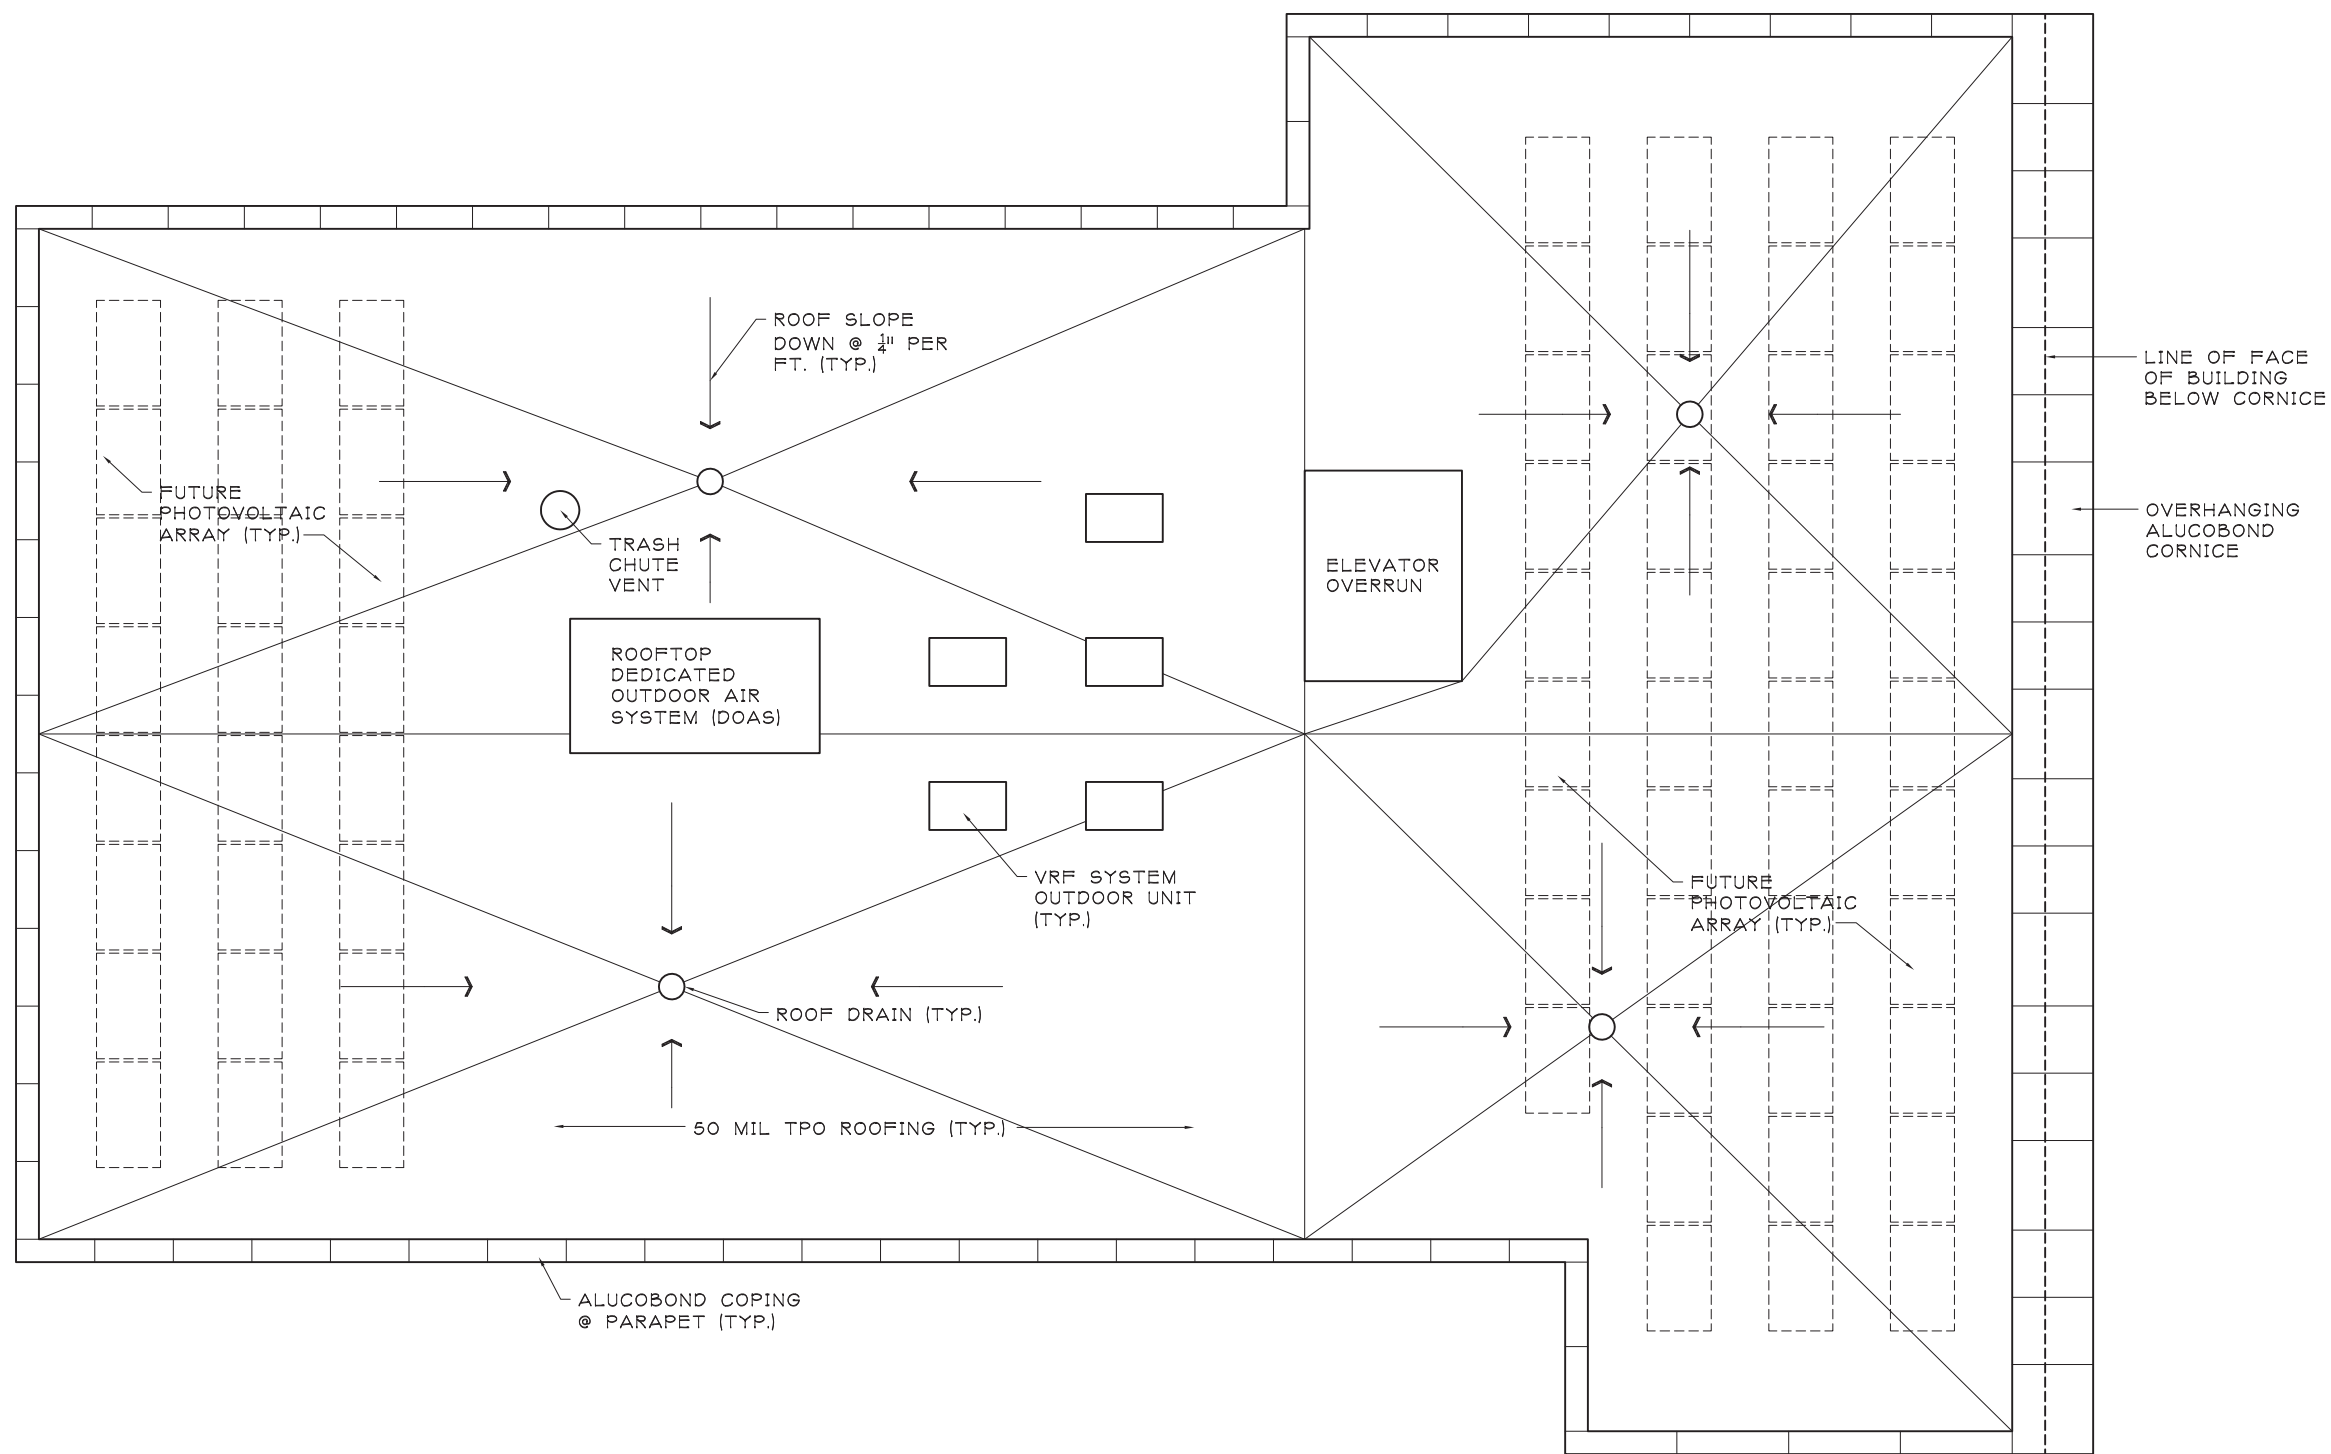 ROOF SLOPE
DOWN @ ¼" PER
FT. (TYP.)
LINE OF FACE
OF BUILDING
BELOW CORNICE
FUTURE
PHOTOVOLTAIC
ARRAY (TYP.)
OVERHANGING
ALUCOBOND
CORNICE
TRASH
CHUTE
VENT
ELEVATOR
OVERRUN
ROOFTOP
DEDICATED
OUTDOOR AIR
SYSTEM (DOAS)
VRF SYSTEM
OUTDOOR UNIT
(TYP.)
FUTURE
PHOTOVOLTAIC
ARRAY (TYP.)
ROOF DRAIN (TYP.)
50 MIL TPO ROOFING (TYP.)
ALUCOBOND COPING
@ PARAPET (TYP.)